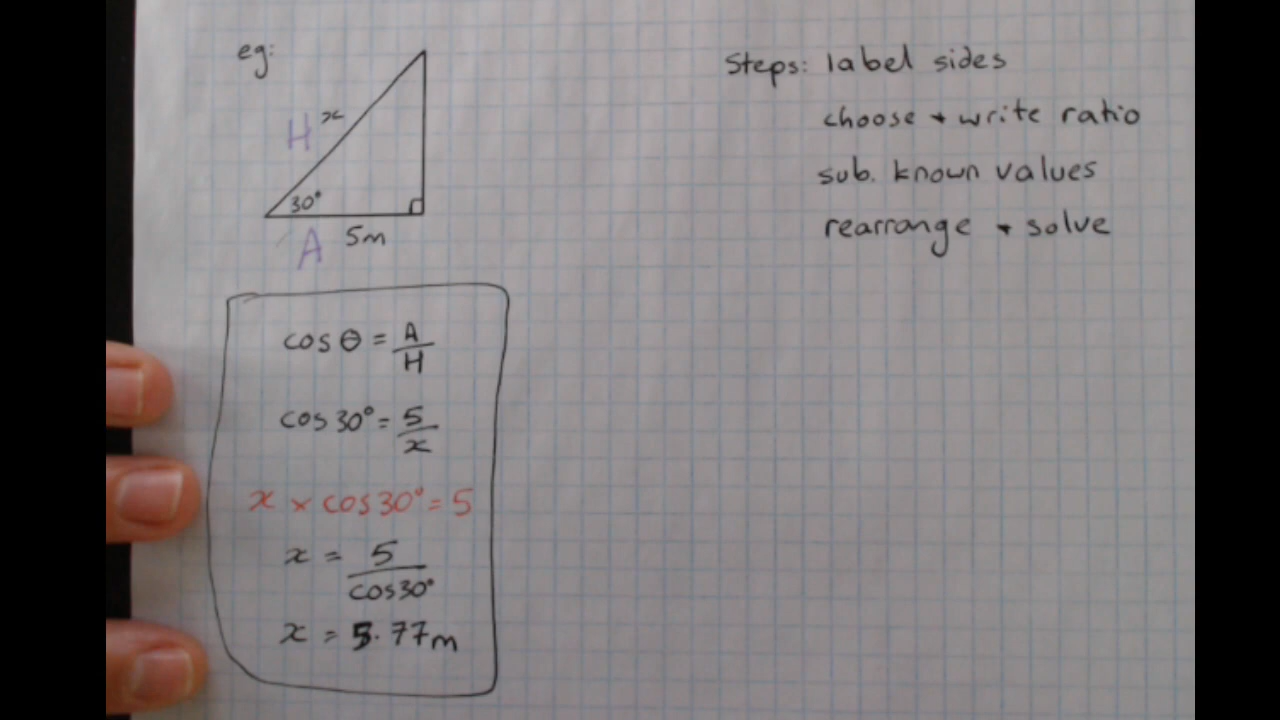 eg:
H x
30°
A 5m
Steps: label sides
choose + write ratio
sub. known values
rearrange + solve
cos θ = A/H
cos 30° = 5/x
x × cos 30° = 5
x = 5/cos30°
x = 5.77m